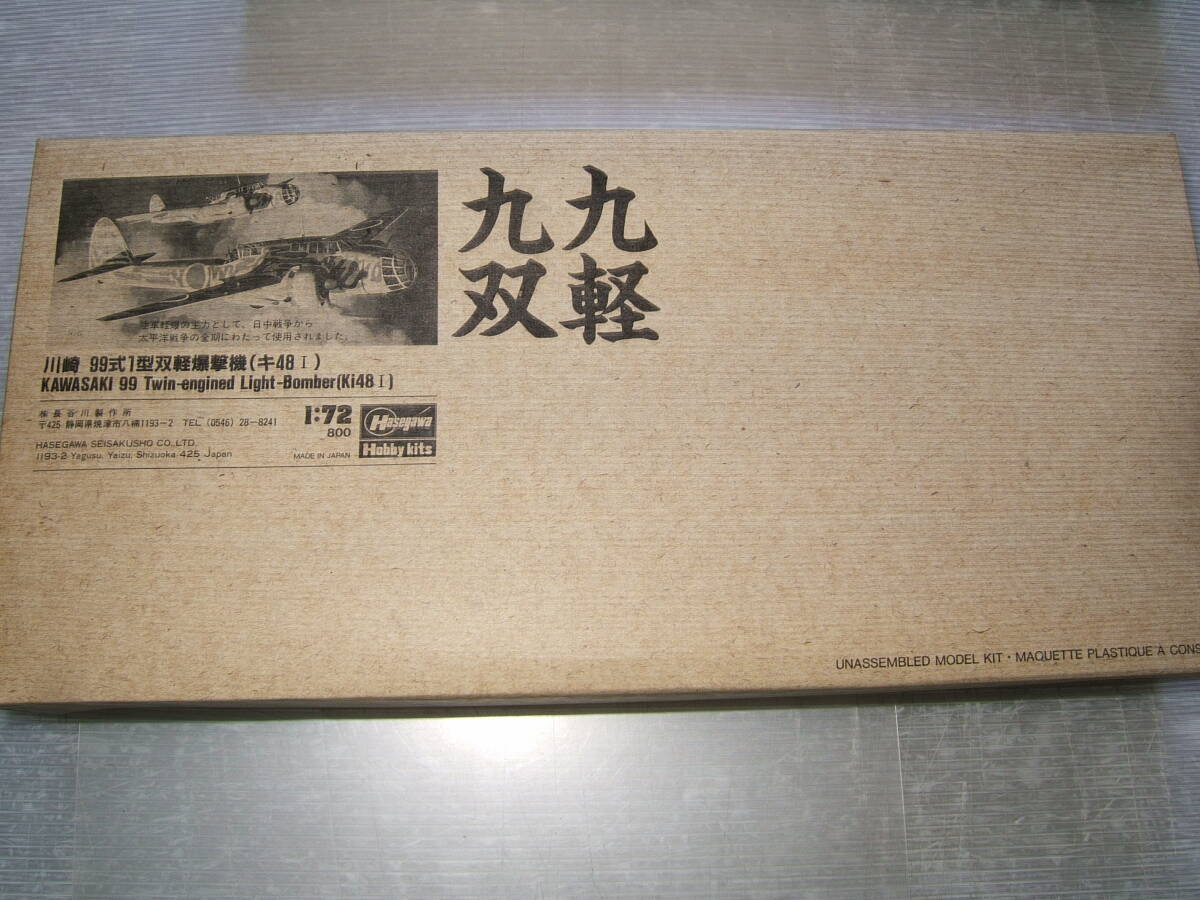 九九
双軽
陸軍軽爆の主力として、日中戦争から
太平洋戦争の全期にわたって使用されました。
川崎 99式1型双軽爆撃機(キ48 I)
KAWASAKI 99 Twin-engined Light-Bomber(Ki48 I)
㈱長谷川製作所
〒425 静岡県焼津市八楠1193-2 TEL (0546) 28-8241
HASEGAWA SEISAKUSHO CO.,LTD.
1193-2 Yagusu, Yaizu, Shizuoka 425 Japan
1:72
800
MADE IN JAPAN
Hasegawa
Hobby kits
UNASSEMBLED MODEL KIT・MAQUETTE PLASTIQUE À CONS